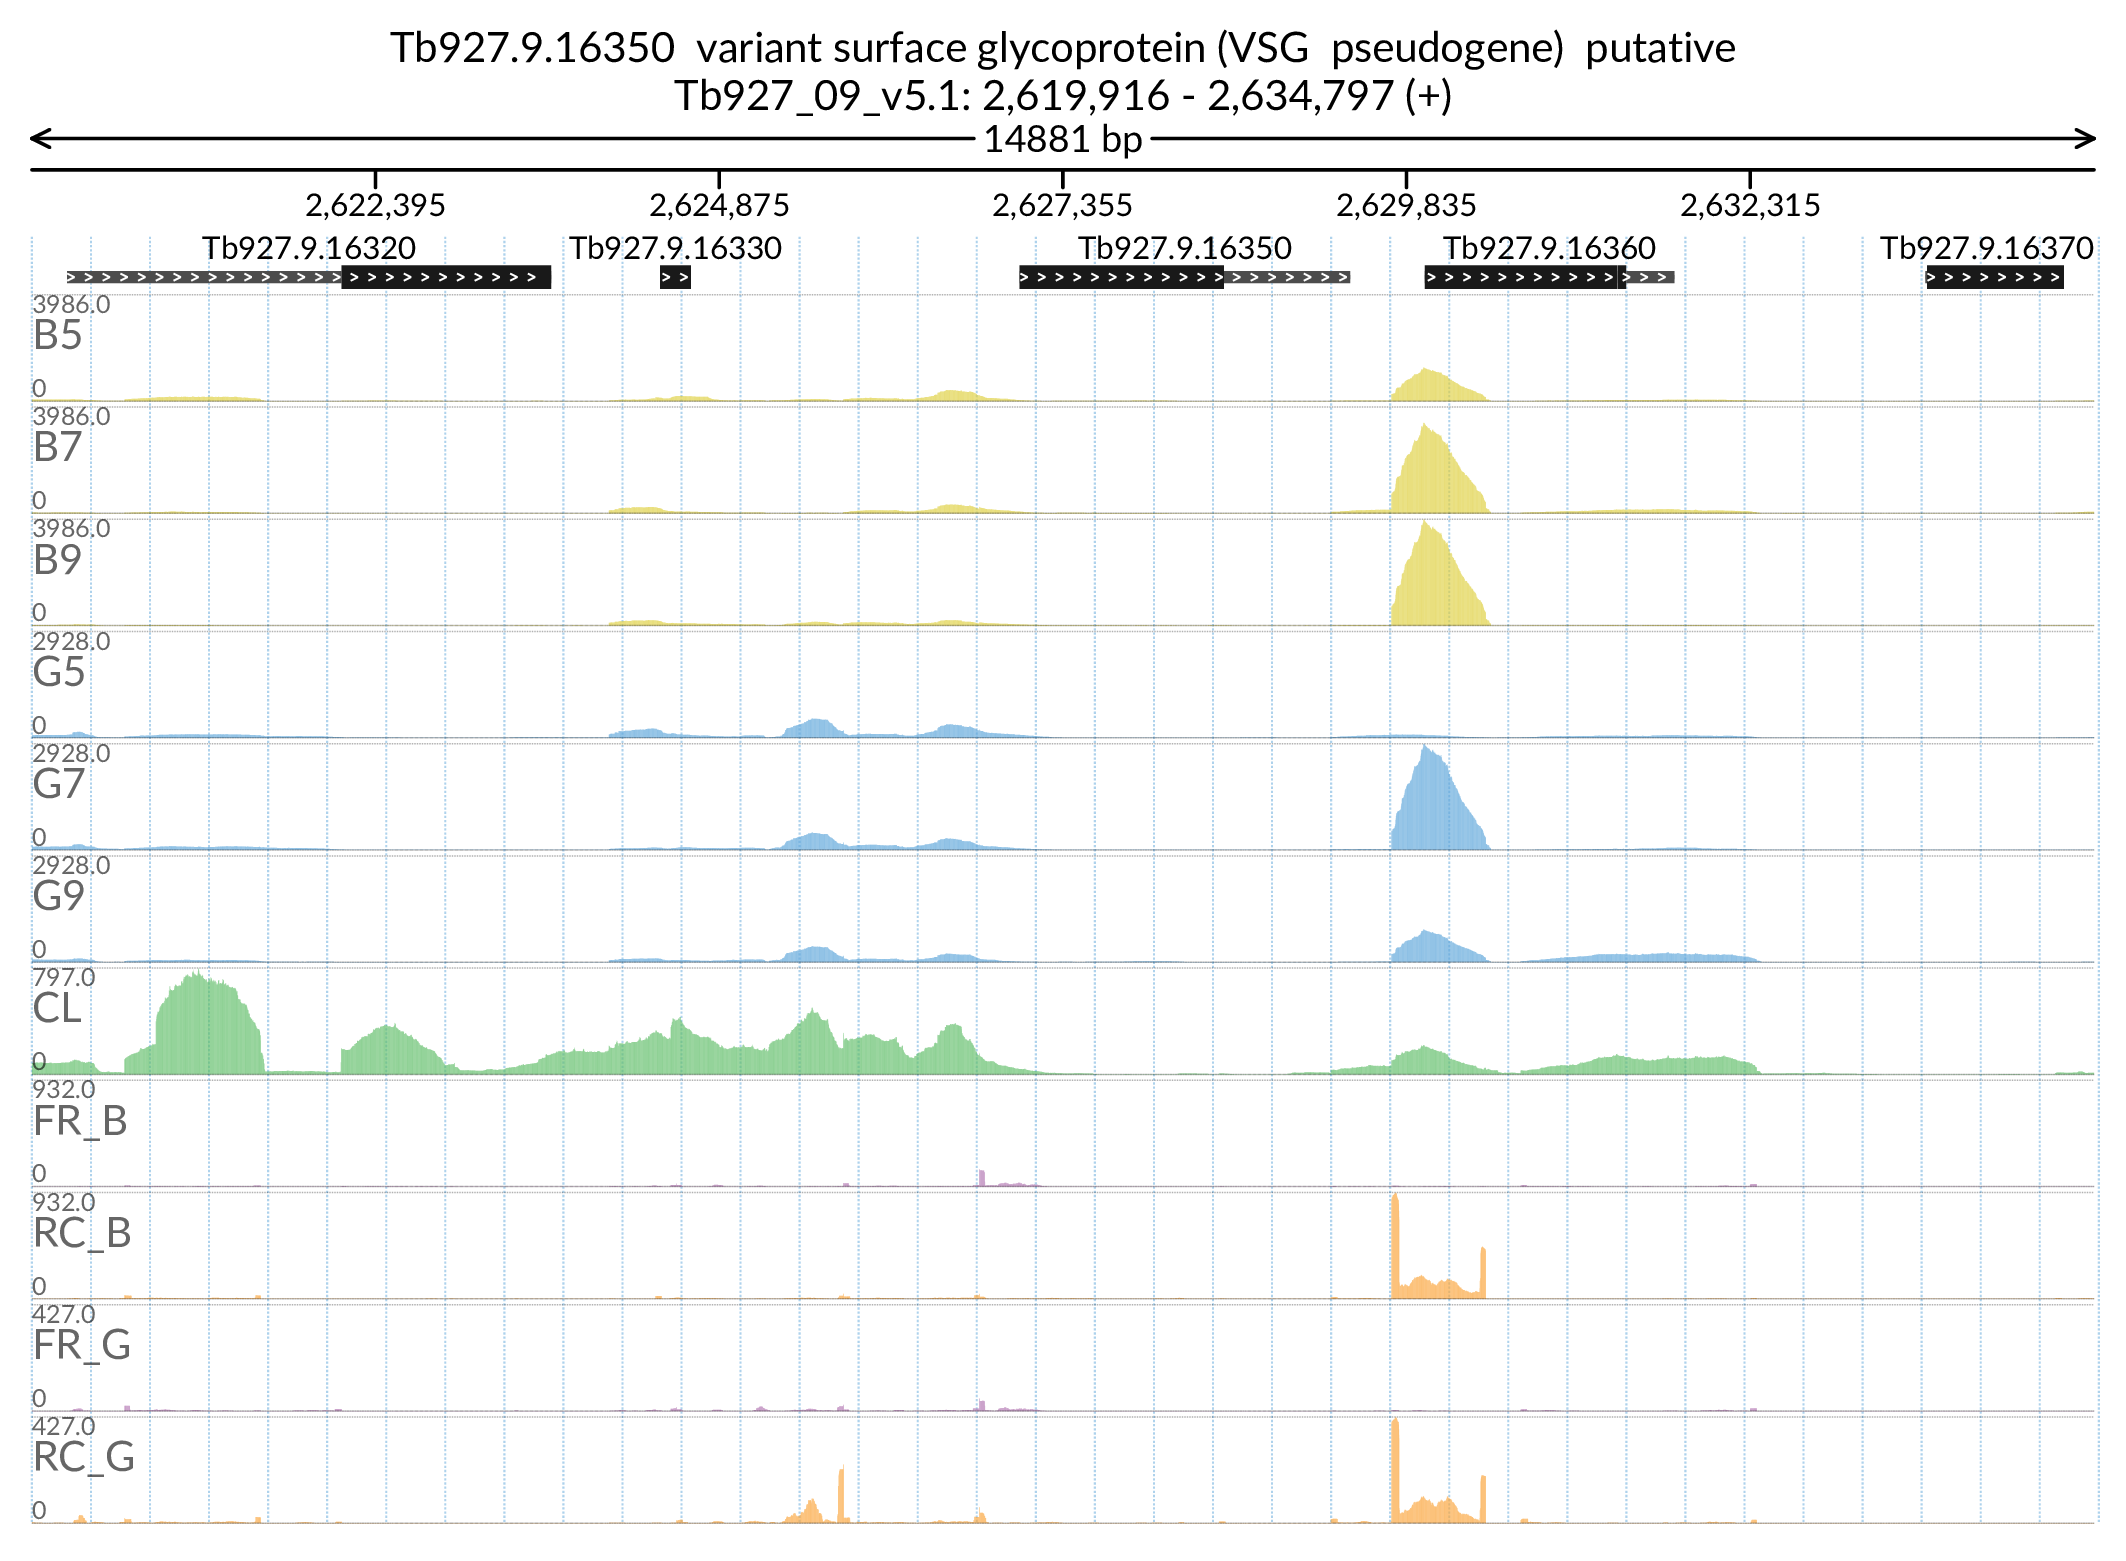 Tb927.9.16350 variant surface glycoprotein (VSG pseudogene) putative
Tb927_09_v5.1: 2,619,916 - 2,634,797 (+)
14881 bp
2,622,395 2,624,875 2,627,355 2,629,835 2,632,315
Tb927.9.16320 Tb927.9.16330 Tb927.9.16350 Tb927.9.16360 Tb927.9.16370
3986.0
B5
0
3986.0
B7
0
3986.0
B9
0
2928.0
G5
0
2928.0
G7
0
2928.0
G9
0
797.0
CL
0
932.0
FR_B
0
932.0
RC_B
0
427.0
FR_G
0
427.0
RC_G
0